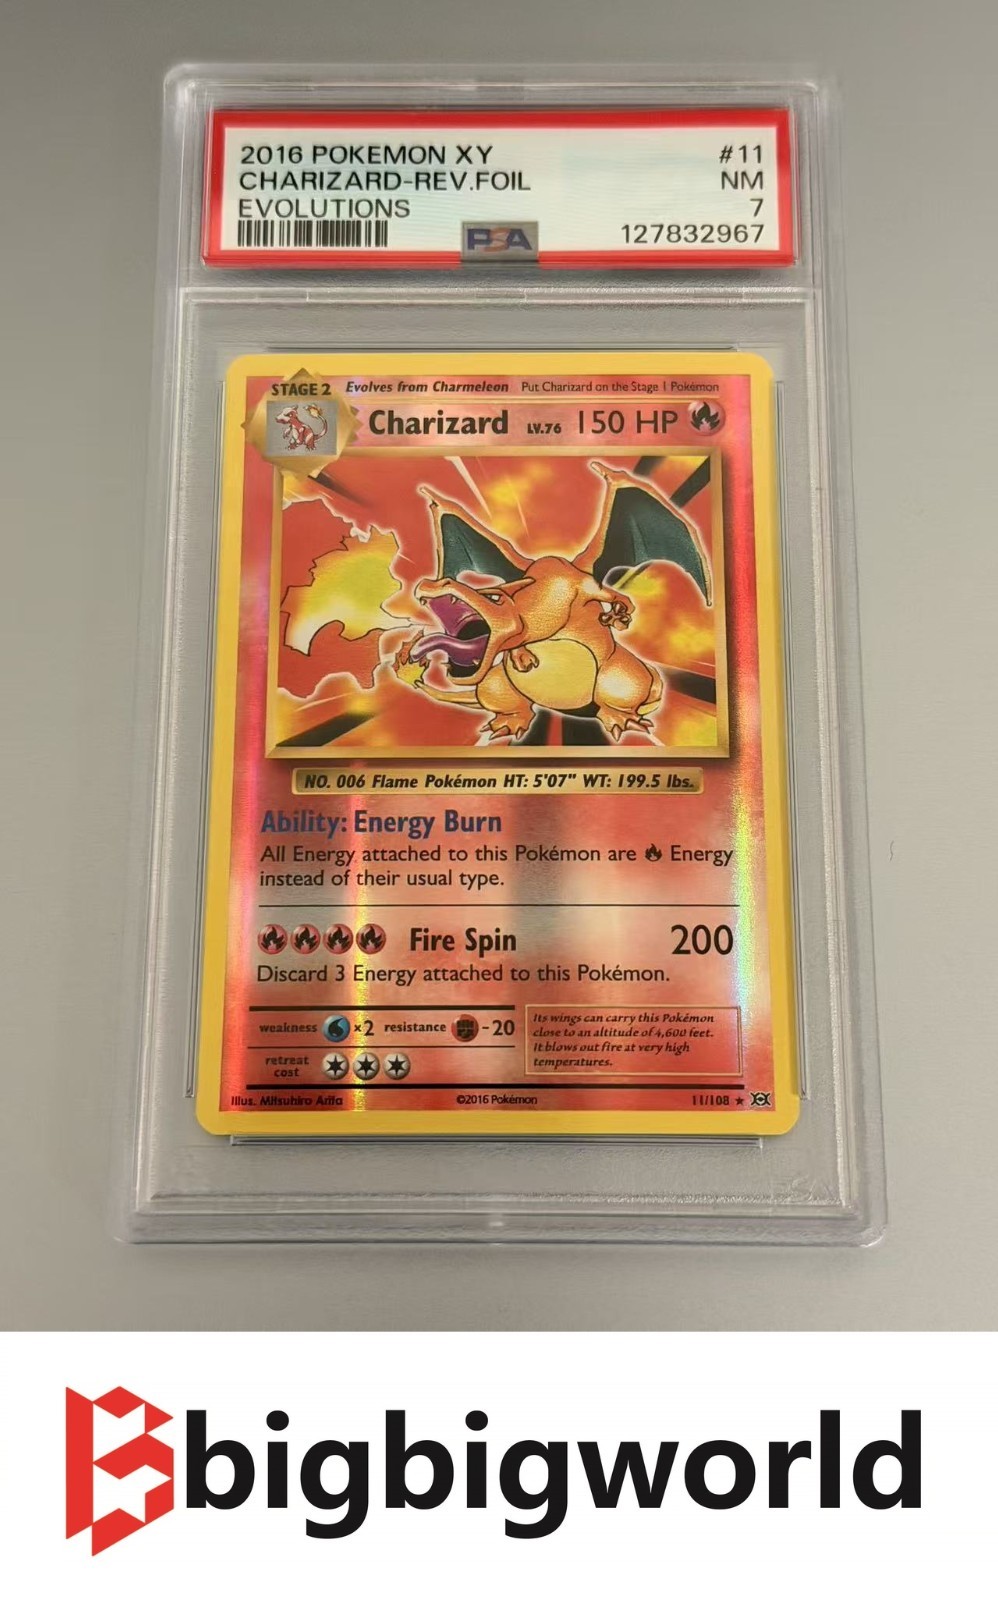 2016 POKEMON XY #11
CHARIZARD-REV.FOIL NM
EVOLUTIONS 7
PSA 127832967
STAGE 2 Evolves from Charmeleon Put Charizard on the Stage 1 Pokémon
Charizard LV.76 150 HP
NO. 006 Flame Pokémon HT: 5'07" WT: 199.5 lbs.
Ability: Energy Burn
All Energy attached to this Pokémon are Energy
instead of their usual type.
Fire Spin 200
Discard 3 Energy attached to this Pokémon.
weakness ×2 resistance -20
retreat
cost
Its wings can carry this Pokémon
close to an altitude of 4,600 feet.
It blows out fire at very high
temperatures.
Illus. Mitsuhiro Arita ©2016 Pokémon 11/108
PSA
bigbigworld